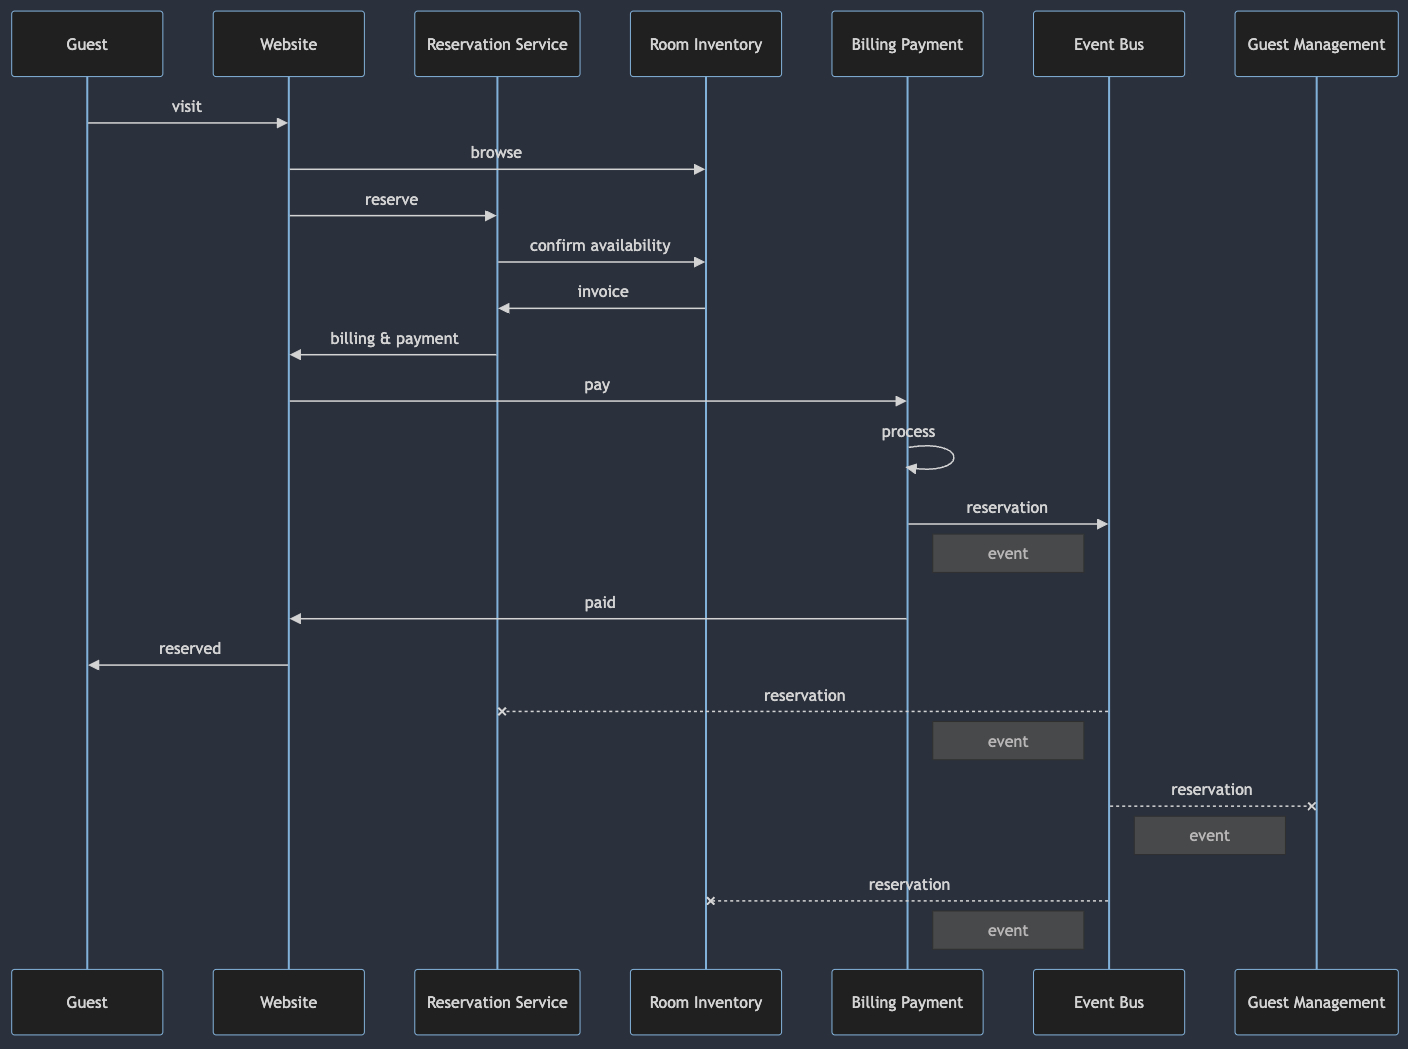 Guest
Website
Reservation Service
Room Inventory
Billing Payment
Event Bus
Guest Management
visit
browse
reserve
confirm availability
invoice
billing & payment
pay
process
reservation
event
paid
reserved
reservation
event
reservation
event
reservation
event
Guest
Website
Reservation Service
Room Inventory
Billing Payment
Event Bus
Guest Management